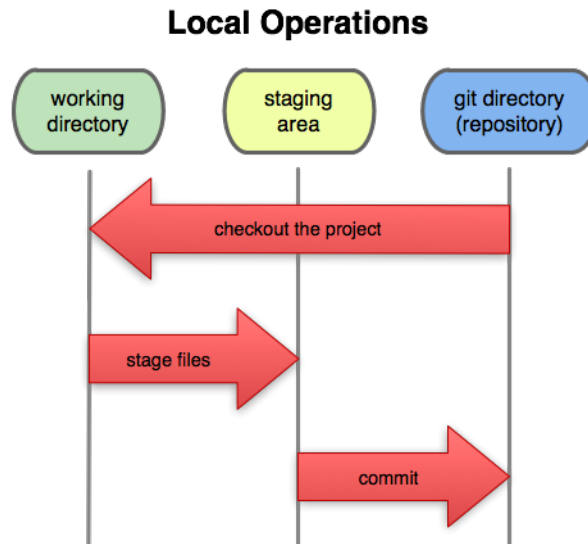 Local Operations
working
directory
staging
area
git directory
(repository)
checkout the project
stage files
commit